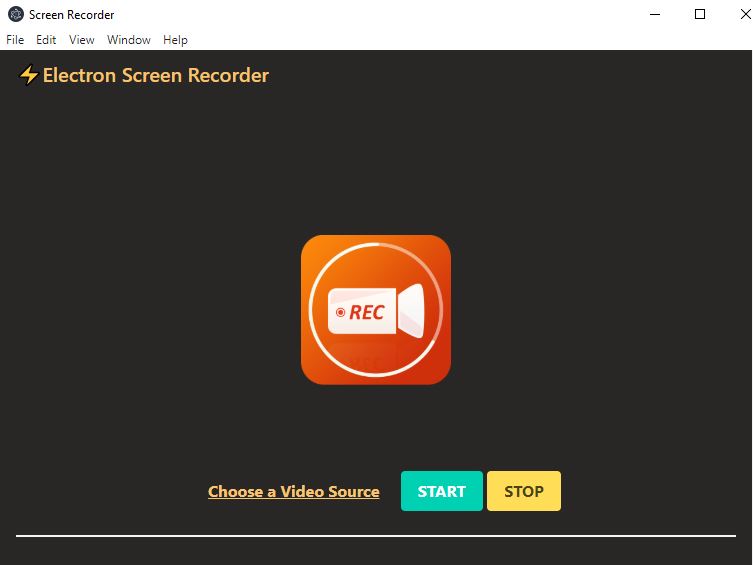 Screen Recorder
File Edit View Window Help
⚡Electron Screen Recorder
REC
Choose a Video Source START STOP